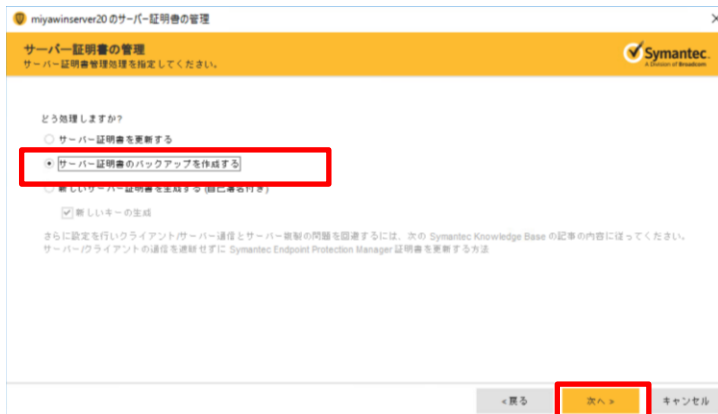 miyawinserver20 のサーバー証明書の管理
サーバー証明書の管理
サーバー証明書管理処理を指定してください。
Symantec.
A Division of Broadcom
どう処理しますか?
サーバー証明書を更新する
サーバー証明書のバックアップを作成する
新しいサーバー証明書を生成する (自己署名付き)
新しいキーの生成
さらに設定を行いクライアント/サーバー通信とサーバー複製の問題を回避するには、次の Symantec Knowledge Base の記事の内容に従ってください。
サーバー/クライアントの通信を遮断せずに Symantec Endpoint Protection Manager 証明書を更新する方法
<戻る
次へ >
キャンセル